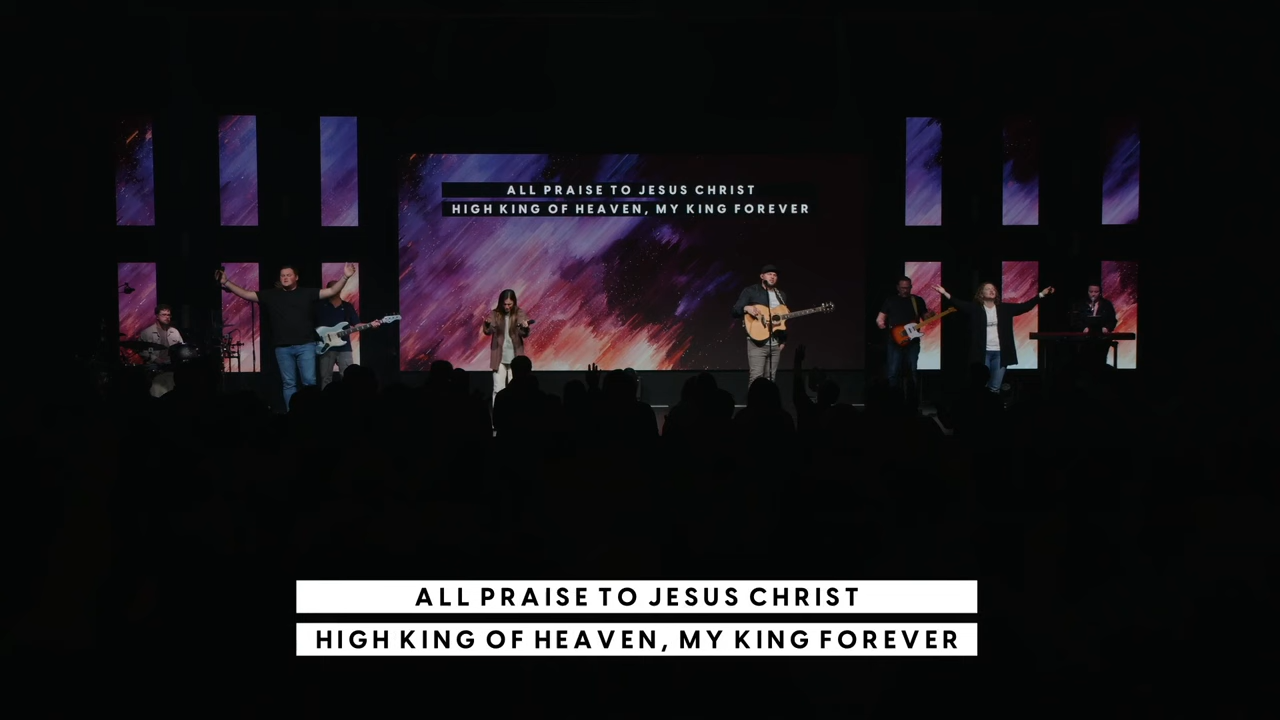 ALL PRAISE TO JESUS CHRIST
HIGH KING OF HEAVEN, MY KING FOREVER
ALL PRAISE TO JESUS CHRIST
HIGH KING OF HEAVEN, MY KING FOREVER